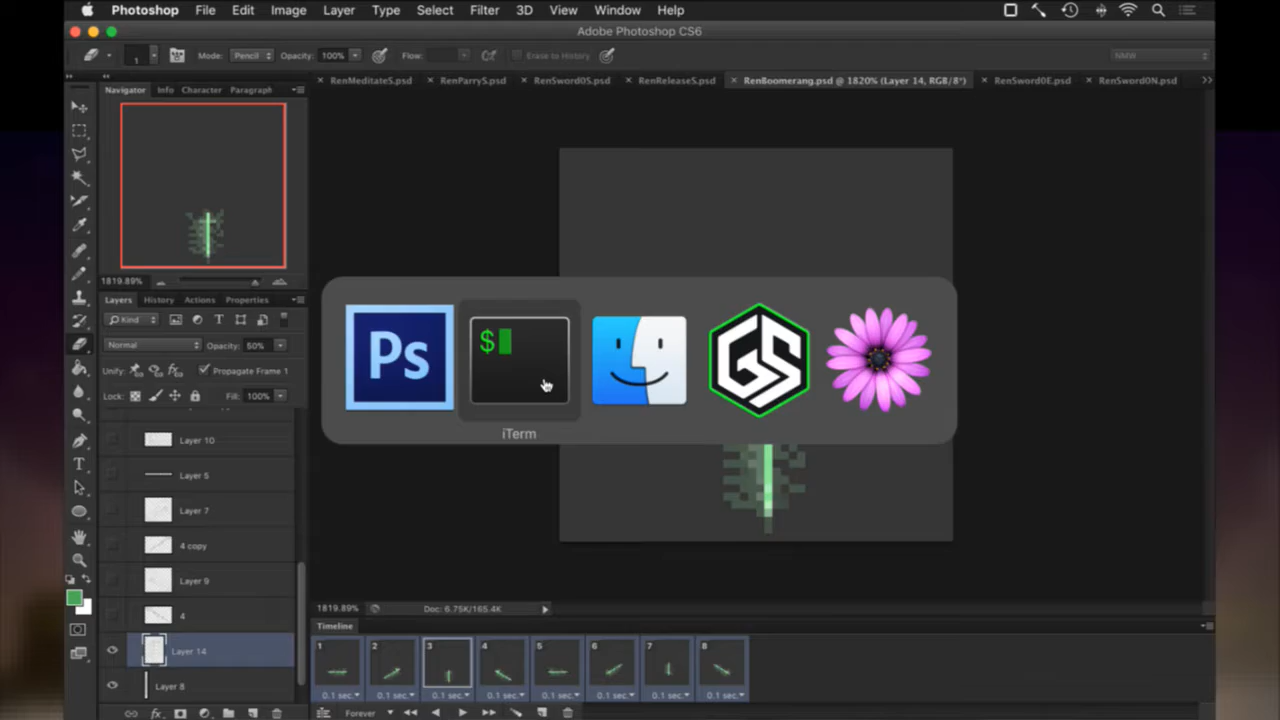 Photoshop File Edit Image Layer Type Select Filter 3D View Window Help
Adobe Photoshop CS6
1 Mode: Pencil Opacity: 100% Flow: Erase to History
RenMeditateS.psd RenParryS.psd RenSword0S.psd RenReleaseS.psd RenBoomerang.psd @ 1820% (Layer 14, RGB/8*) RenSword0E.psd RenSword0N.psd
Navigator Info Character Paragraph
1819.89%
Layers History Actions Properties
Kind
Normal Opacity: 50%
Unify: Propagate Frame 1
Lock: Fill: 100%
Layer 10
Layer 5
Layer 7
4 copy
Layer 9
4
Layer 14
Layer 8
Ps
$
GS
iTerm
1819.89% Doc: 6.75K/165.4K
Timeline
1 2 3 4 5 6 7 8
0.1 sec. 0.1 sec. 0.1 sec. 0.1 sec. 0.1 sec. 0.1 sec. 0.1 sec. 0.1 sec.
Forever